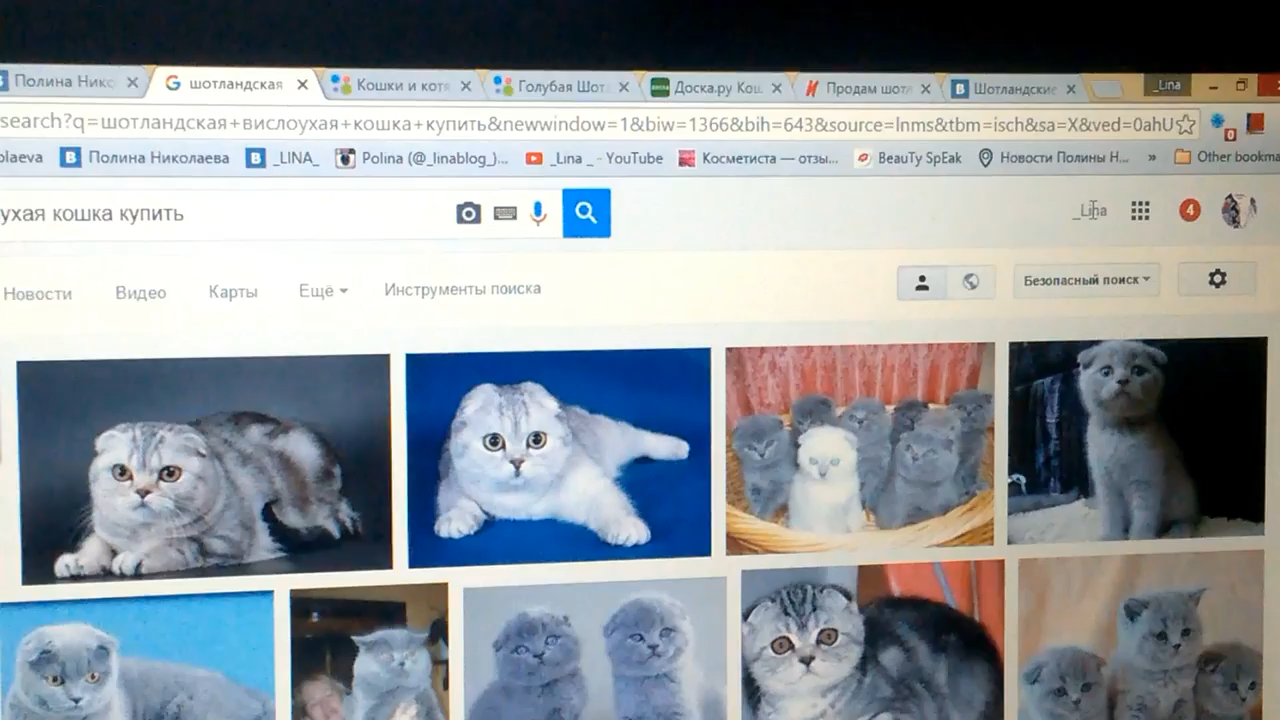 Полина Нико
шотландская
Кошки и котя
Голубая Шот
Доска.ру Кош
Продам шотл
Шотландские
_Lina
search?q=шотландская+вислоухая+кошка+купить&newwindow=1&biw=1366&bih=643&source=lnms&tbm=isch&sa=X&ved=0ahU
olaeva
Полина Николаева
_LINA_
Polina (@_linablog_)...
_Lina _ - YouTube
Косметиста — отзы...
BeauTy SpEak
Новости Полины Н...
»
Other bookma
0
ухая кошка купить
_Lina
4
Новости
Видео
Карты
Ещё
Инструменты поиска
Безопасный поиск